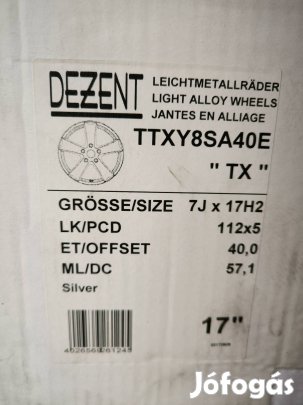 DEZENT
LEICHTMETALLRÄDER
LIGHT ALLOY WHEELS
JANTES EN ALLIAGE
TTXY8SA40E
" TX "
GRÖSSE/SIZE 7J x 17H2
LK/PCD 112x5
ET/OFFSET 40,0
ML/DC 57,1
Silver
17"
Jófogás